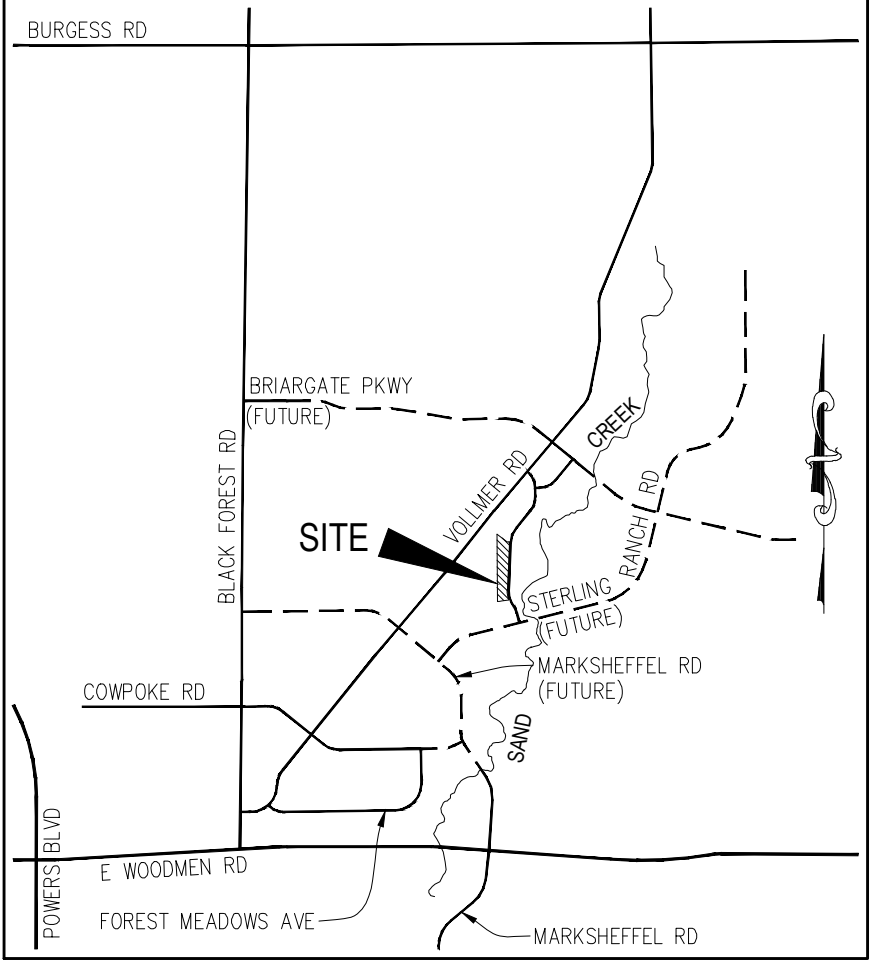 BURGESS RD
BRIARGATE PKWY
(FUTURE)
CREEK
VOLLMER RD
BLACK FOREST RD
SITE
RANCH RD
STERLING
(FUTURE)
MARKSHEFFEL RD
(FUTURE)
COWPOKE RD
SAND
POWERS BLVD
E WOODMEN RD
FOREST MEADOWS AVE
MARKSHEFFEL RD